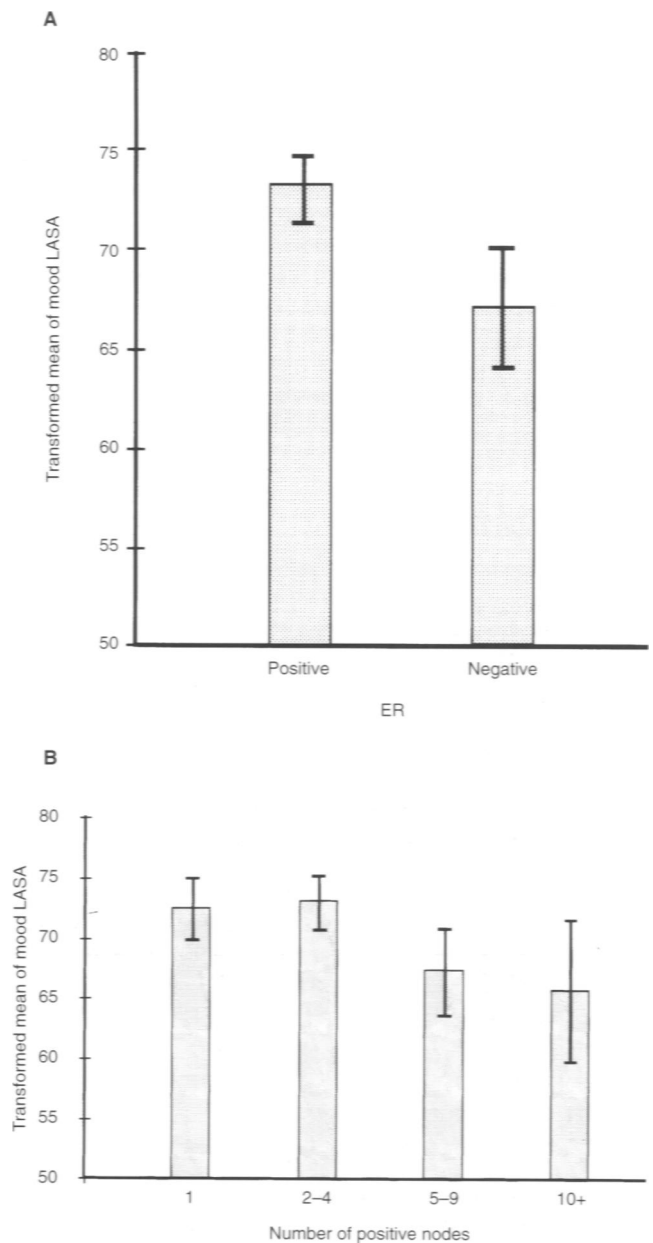 A
Transformed mean of mood LASA
80
75
70
65
60
55
50
Positive Negative
ER
B
Transformed mean of mood LASA
80
75
70
65
60
55
50
1 2–4 5–9 10+
Number of positive nodes